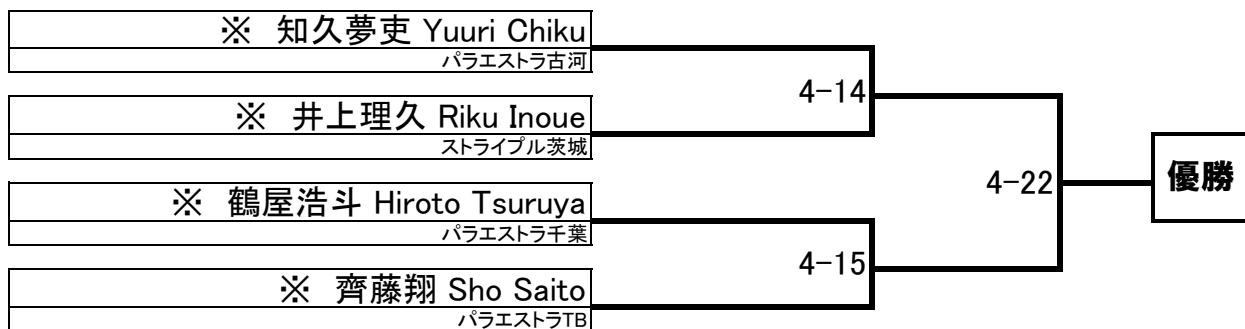 ※ 知久夢吏 Yuuri Chiku
パラエストラ古河
4-14
※ 井上理久 Riku Inoue
ストライプル茨城
4-22
優勝
※ 鶴屋浩斗 Hiroto Tsuruya
パラエストラ千葉
4-15
※ 齊藤翔 Sho Saito
パラエストラTB